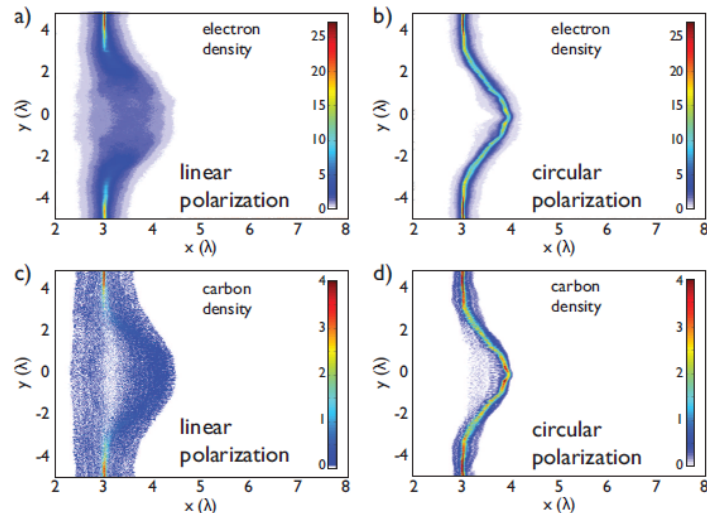 a)
electron
density
linear
polarization
25
20
15
10
5
0
4
2
0
-2
-4
y (λ)
2 3 4 5 6 7 8
x (λ)
b)
electron
density
circular
polarization
25
20
15
10
5
0
4
2
0
-2
-4
y (λ)
2 3 4 5 6 7 8
x (λ)
c)
carbon
density
linear
polarization
4
3
2
1
0
4
2
0
-2
-4
y (λ)
2 3 4 5 6 7 8
x (λ)
d)
carbon
density
circular
polarization
4
3
2
1
0
4
2
0
-2
-4
y (λ)
2 3 4 5 6 7 8
x (λ)